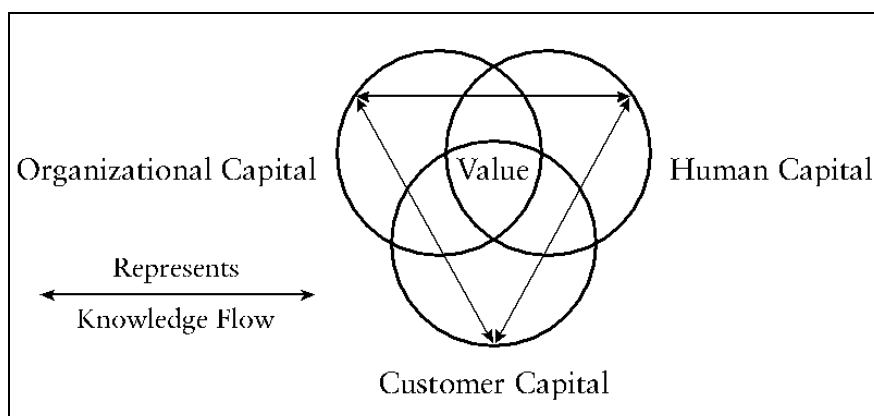 Organizational Capital
Value
Human Capital
Represents
Knowledge Flow
Customer Capital